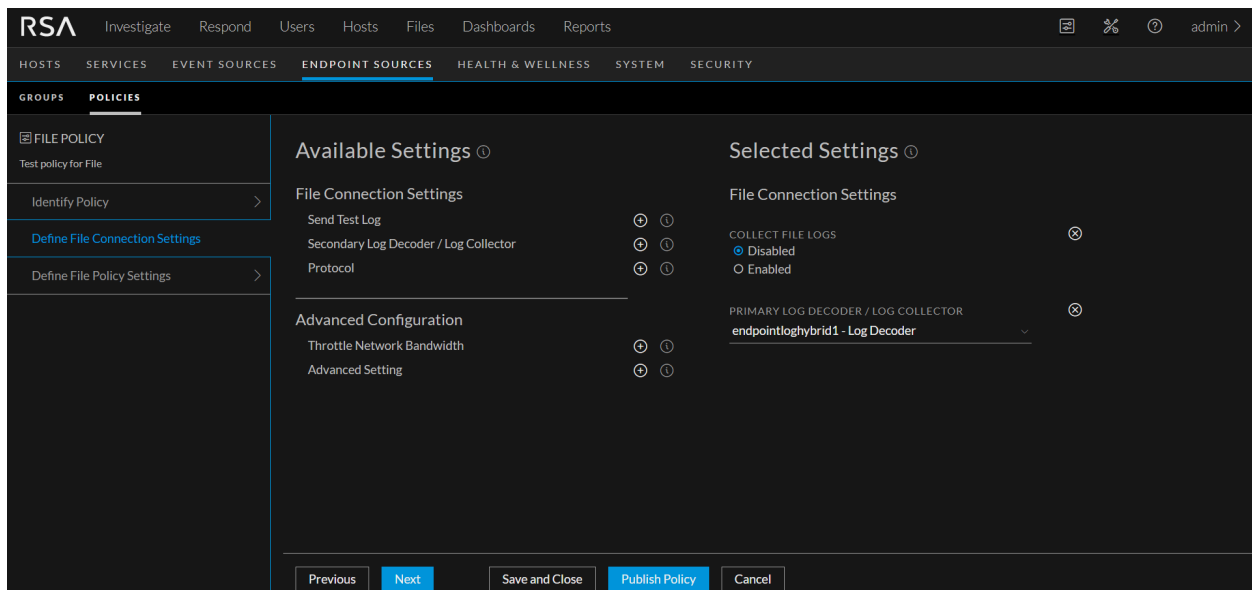 RSA Investigate Respond Users Hosts Files Dashboards Reports admin >
HOSTS SERVICES EVENT SOURCES ENDPOINT SOURCES HEALTH & WELLNESS SYSTEM SECURITY
GROUPS POLICIES
FILE POLICY
Test policy for File
Identify Policy
Define File Connection Settings
Define File Policy Settings
Available Settings
File Connection Settings
Send Test Log
Secondary Log Decoder / Log Collector
Protocol
Advanced Configuration
Throttle Network Bandwidth
Advanced Setting
Selected Settings
File Connection Settings
COLLECT FILE LOGS
Disabled
Enabled
PRIMARY LOG DECODER / LOG COLLECTOR
endpointloghybrid1 - Log Decoder
Previous Next Save and Close Publish Policy Cancel